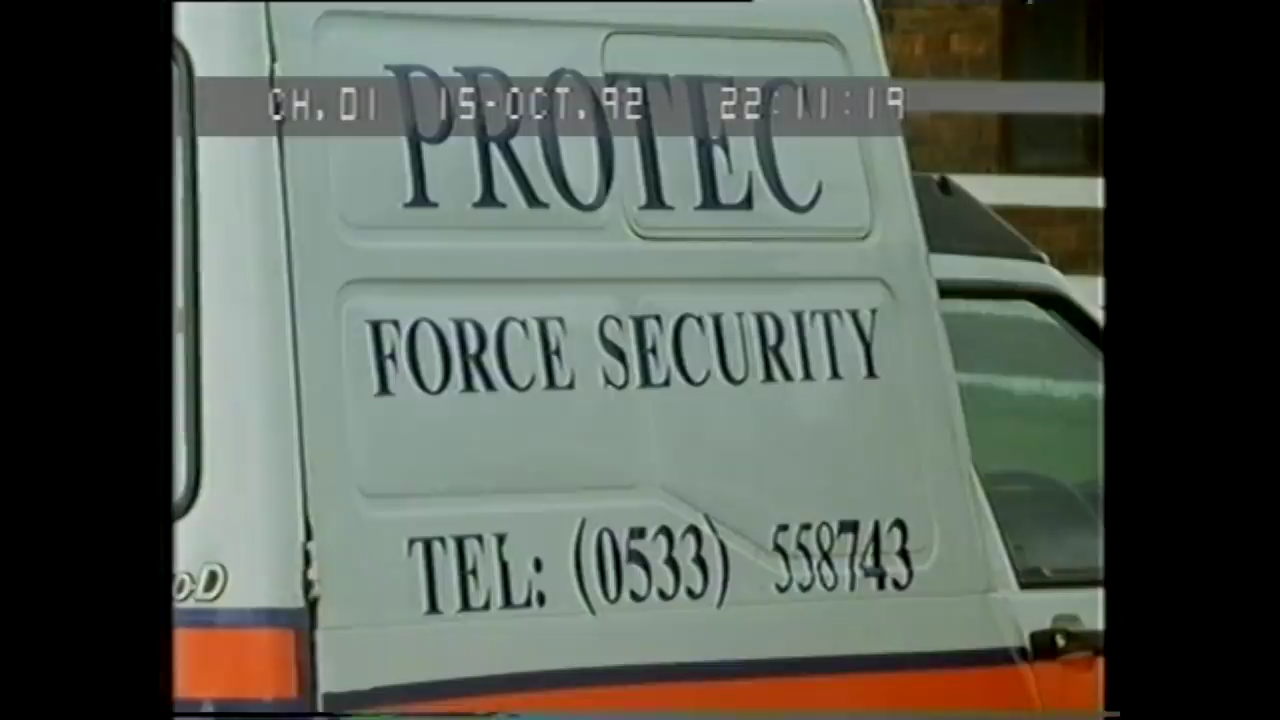 PROTEC
CH.01 15-OCT.92 22:11:19
FORCE SECURITY
TEL: (0533) 558743